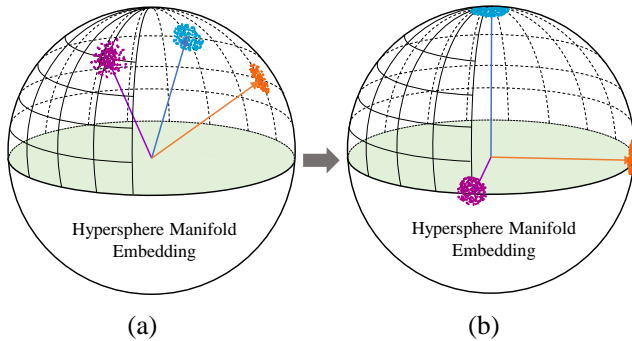 Hypersphere Manifold
Embedding
Hypersphere Manifold
Embedding
(a)
(b)